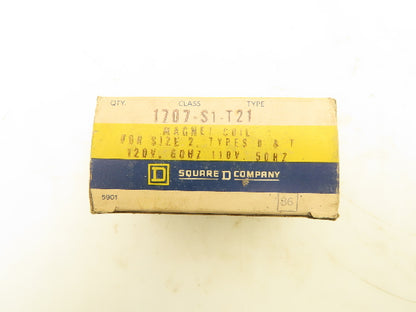 QTY. CLASS TYPE
1707-S1-T21
MAGNET COIL
FOR SIZE 2, TYPES D & T
120V. 60HZ 110V. 50HZ
D SQUARE D COMPANY
5901 86